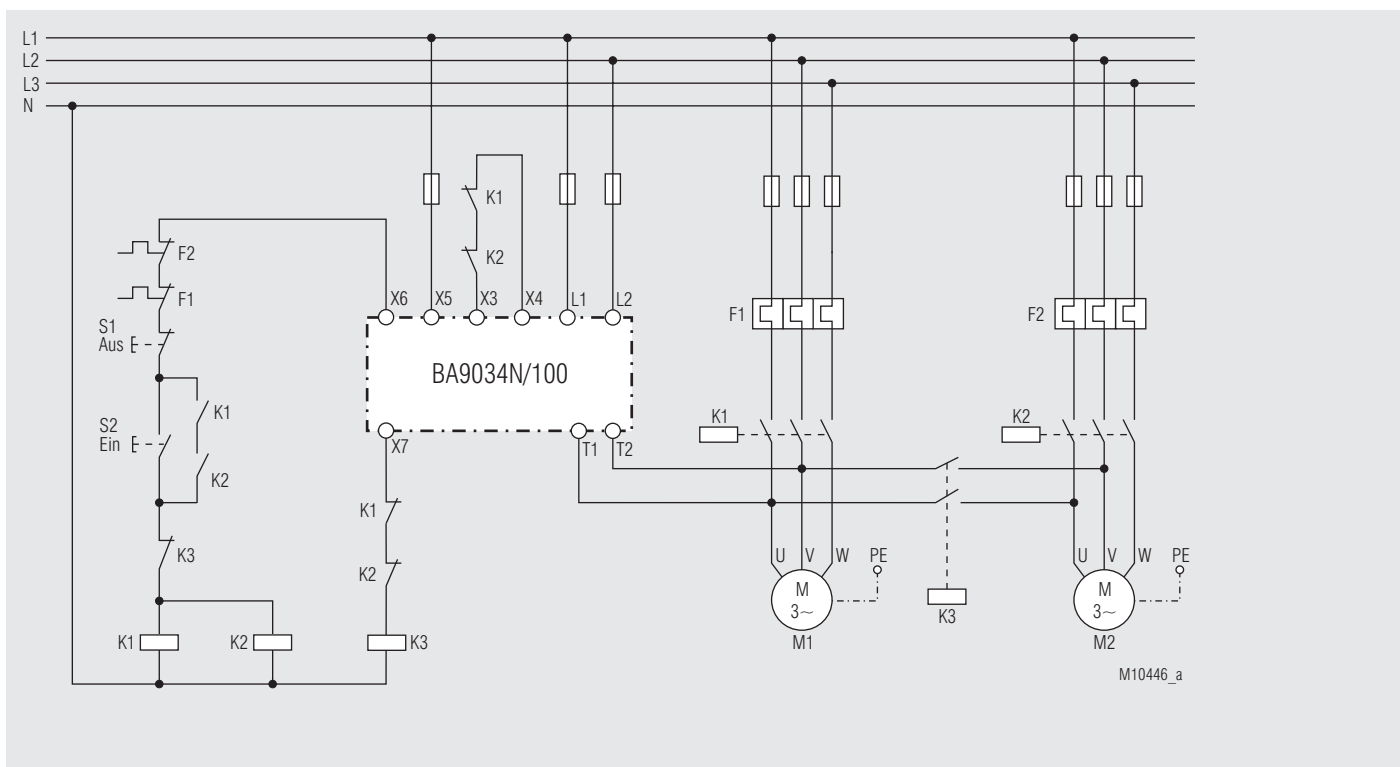 L1
L2
L3
N
K1
K2
F2
F1
S1
Aus
S2
Ein
K1
K2
K3
K1
K2
X6
X5
X3
X4
L1
L2
BA9034N/100
X7
T1
T2
K1
K2
K3
F1
F2
K1
K2
U
V
W
PE
M
3~
M1
K3
U
V
W
PE
M
3~
M2
M10446_a